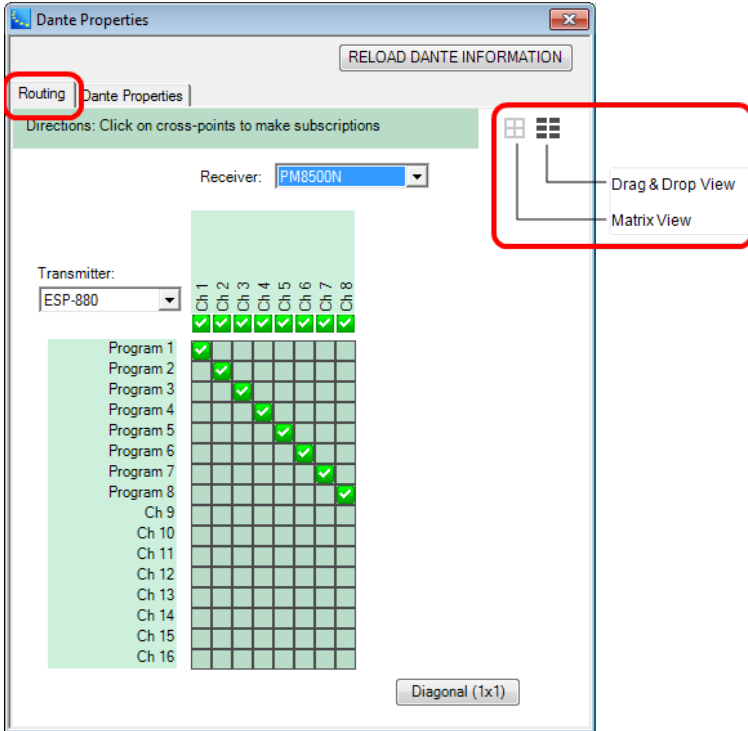 Dante Properties
RELOAD DANTE INFORMATION
Routing
Dante Properties
Directions: Click on cross-points to make subscriptions
Drag & Drop View
Matrix View
Receiver: PM8500N
Transmitter:
ESP-880
Ch 1
Ch 2
Ch 3
Ch 4
Ch 5
Ch 6
Ch 7
Ch 8
Program 1
Program 2
Program 3
Program 4
Program 5
Program 6
Program 7
Program 8
Ch 9
Ch 10
Ch 11
Ch 12
Ch 13
Ch 14
Ch 15
Ch 16
Diagonal (1x1)